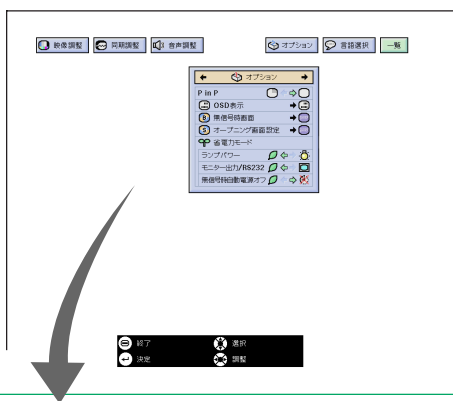 映像調整 同期調整 音声調整 オプション 言語選択 一覧
オプション
P in P
OSD表示
B 無信号時画面
S オープニング画面設定
省電力モード
ランプパワー
モニター出力/RS232
無信号時自動電源オフ
終了 選択
決定 調整